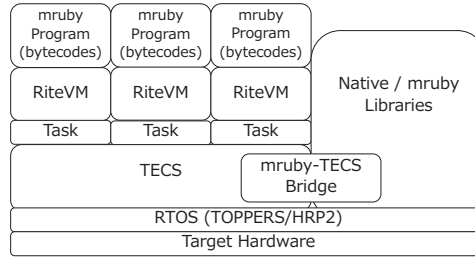 mruby mruby mruby
Program Program Program
(bytecodes) (bytecodes) (bytecodes)
RiteVM RiteVM RiteVM
Native / mruby
Libraries
Task Task Task
TECS
mruby-TECS
Bridge
RTOS (TOPPERS/HRP2)
Target Hardware